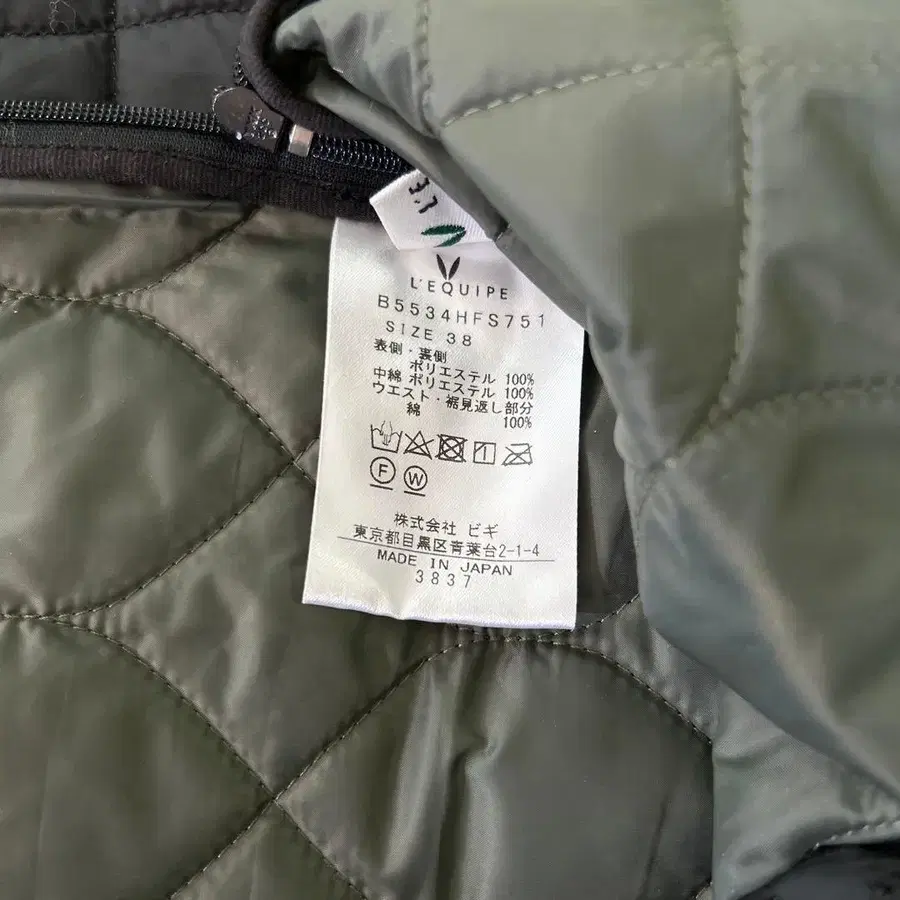 L'EQUIPE
B5534HFS751
SIZE 38
表側・裏側
ポリエステル 100%
中綿 ポリエステル 100%
ウエスト・裾見返し部分
綿 100%
F W
株式会社 ビギ
東京都目黒区青葉台2-1-4
MADE IN JAPAN
3837